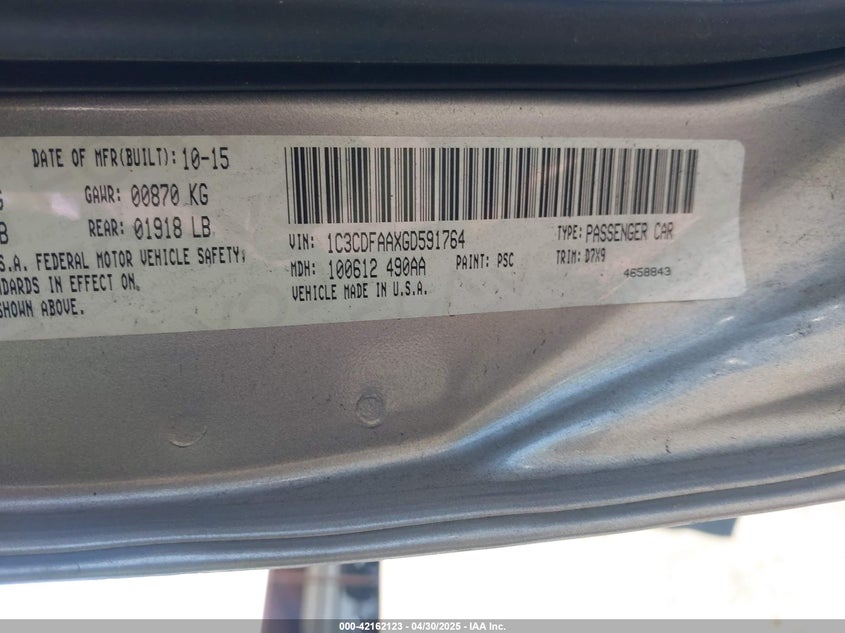 DATE OF MFR(BUILT): 10-15
G GAWR: 00870 KG
B REAR: 01918 LB
S.A. FEDERAL MOTOR VEHICLE SAFETY,
NDARDS IN EFFECT ON,
SHOWN ABOVE.
VIN: 1C3CDFAAXGD591764 TYPE: PASSENGER CAR
MDH: 100612 490AA PAINT: PSC TRIM: D7X9
VEHICLE MADE IN U.S.A. 4658843
000-42162123 - 04/30/2025 - IAA Inc.